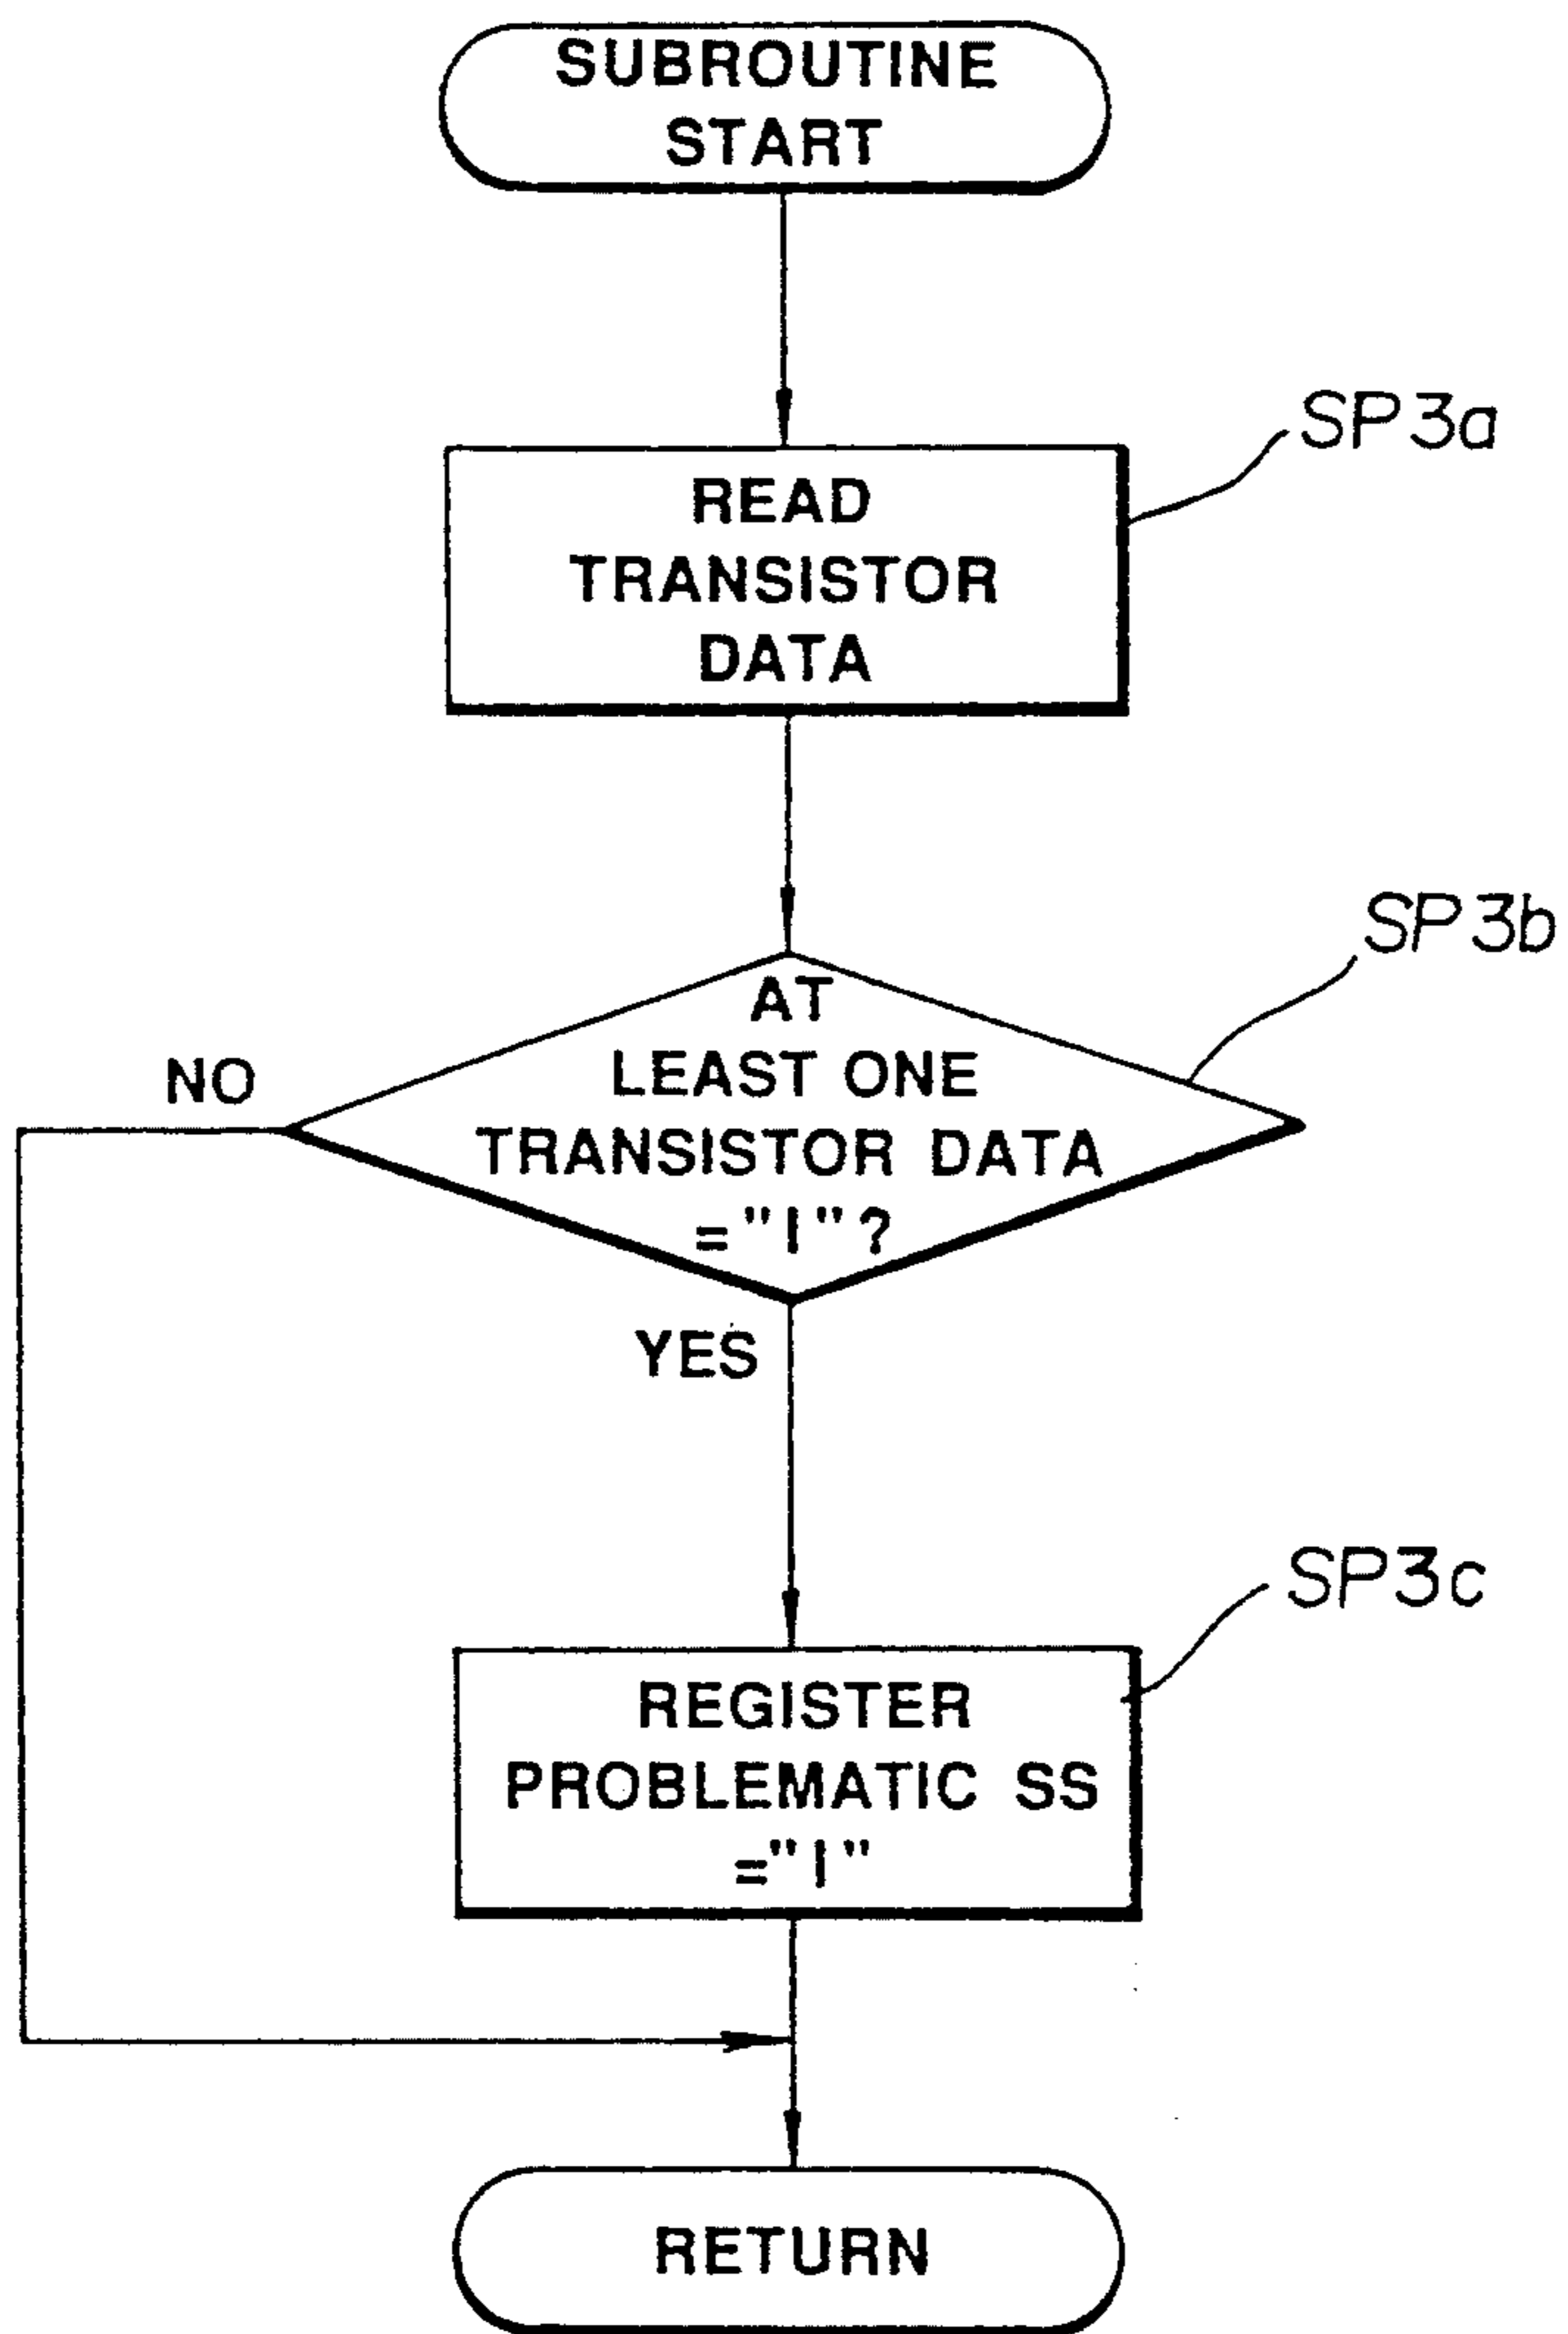 SUBROUTINE
START
SP3a
READ
TRANSISTOR
DATA
SP3b
AT
LEAST ONE
TRANSISTOR DATA
="1"?
NO
YES
SP3c
REGISTER
PROBLEMATIC SS
="1"
RETURN